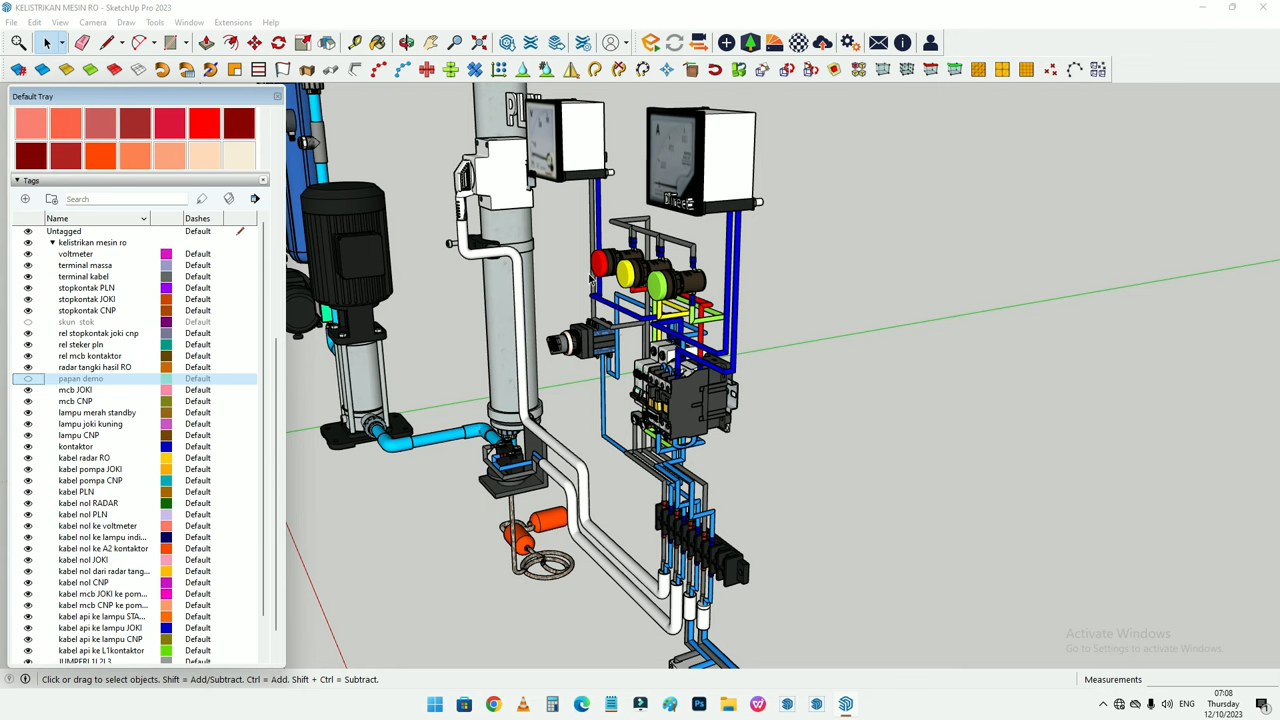 KELISTRIKAN MESIN RO - SketchUp Pro 2023
File Edit View Camera Draw Tools Window Extensions Help
Default Tray
Tags
Search
Name Dashes
Untagged Default
kelistrikan mesin ro
voltmeter Default
terminal massa Default
terminal kabel Default
stopkontak PLN Default
stopkontak JOKI Default
stopkontak CNP Default
skun stok Default
rel stopkontak joki cnp Default
rel steker pln Default
rel mcb kontaktor Default
radar tangki hasil RO Default
papan demo Default
mcb JOKI Default
mcb CNP Default
lampu merah standby Default
lampu joki kuning Default
lampu CNP Default
kontaktor Default
kabel radar RO Default
kabel pompa JOKI Default
kabel pompa CNP Default
kabel PLN Default
kabel nol RADAR Default
kabel nol PLN Default
kabel nol ke voltmeter Default
kabel nol ke lampu indi... Default
kabel nol ke A2 kontaktor Default
kabel nol JOKI Default
kabel nol dari radar tang... Default
kabel nol CNP Default
kabel mcb JOKI ke pom... Default
kabel mcb CNP ke pom... Default
kabel api ke lampu STA... Default
kabel api ke lampu JOKI Default
kabel api ke lampu CNP Default
kabel api ke L1kontaktor Default
JUMPERL1L2L3 Default
V
A
Activate Windows
Go to Settings to activate Windows.
Click or drag to select objects. Shift = Add/Subtract. Ctrl = Add. Shift + Ctrl = Subtract.
Measurements
ENG
07:08
Thursday
12/10/2023